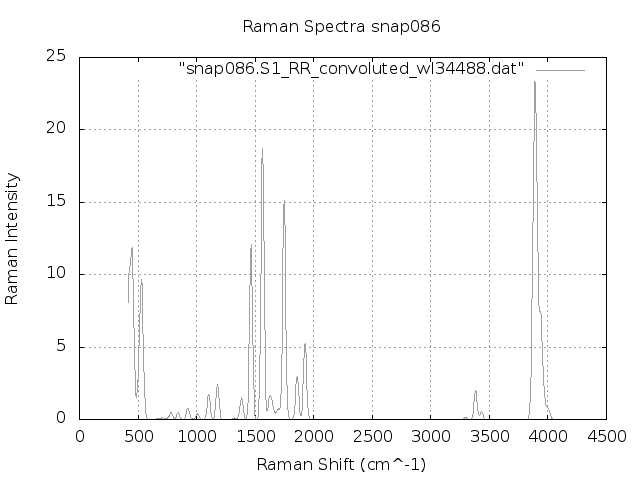 Raman Spectra snap086
"snap086.S1_RR_convoluted_wl34488.dat"
25
20
15
10
5
0
Raman Intensity
0 500 1000 1500 2000 2500 3000 3500 4000 4500
Raman Shift (cm^-1)